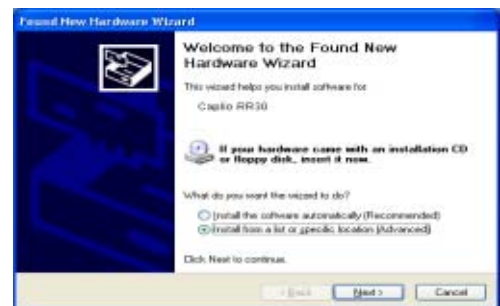 Found New Hardware Wizard
Welcome to the Found New
Hardware Wizard
This wizard helps you install software for:
Caplio RR30
If your hardware came with an installation CD
or floppy disk, insert it now.
What do you want the wizard to do?
Install the software automatically (Recommended)
Install from a list or specific location (Advanced)
Click Next to continue.
< Back
Next >
Cancel